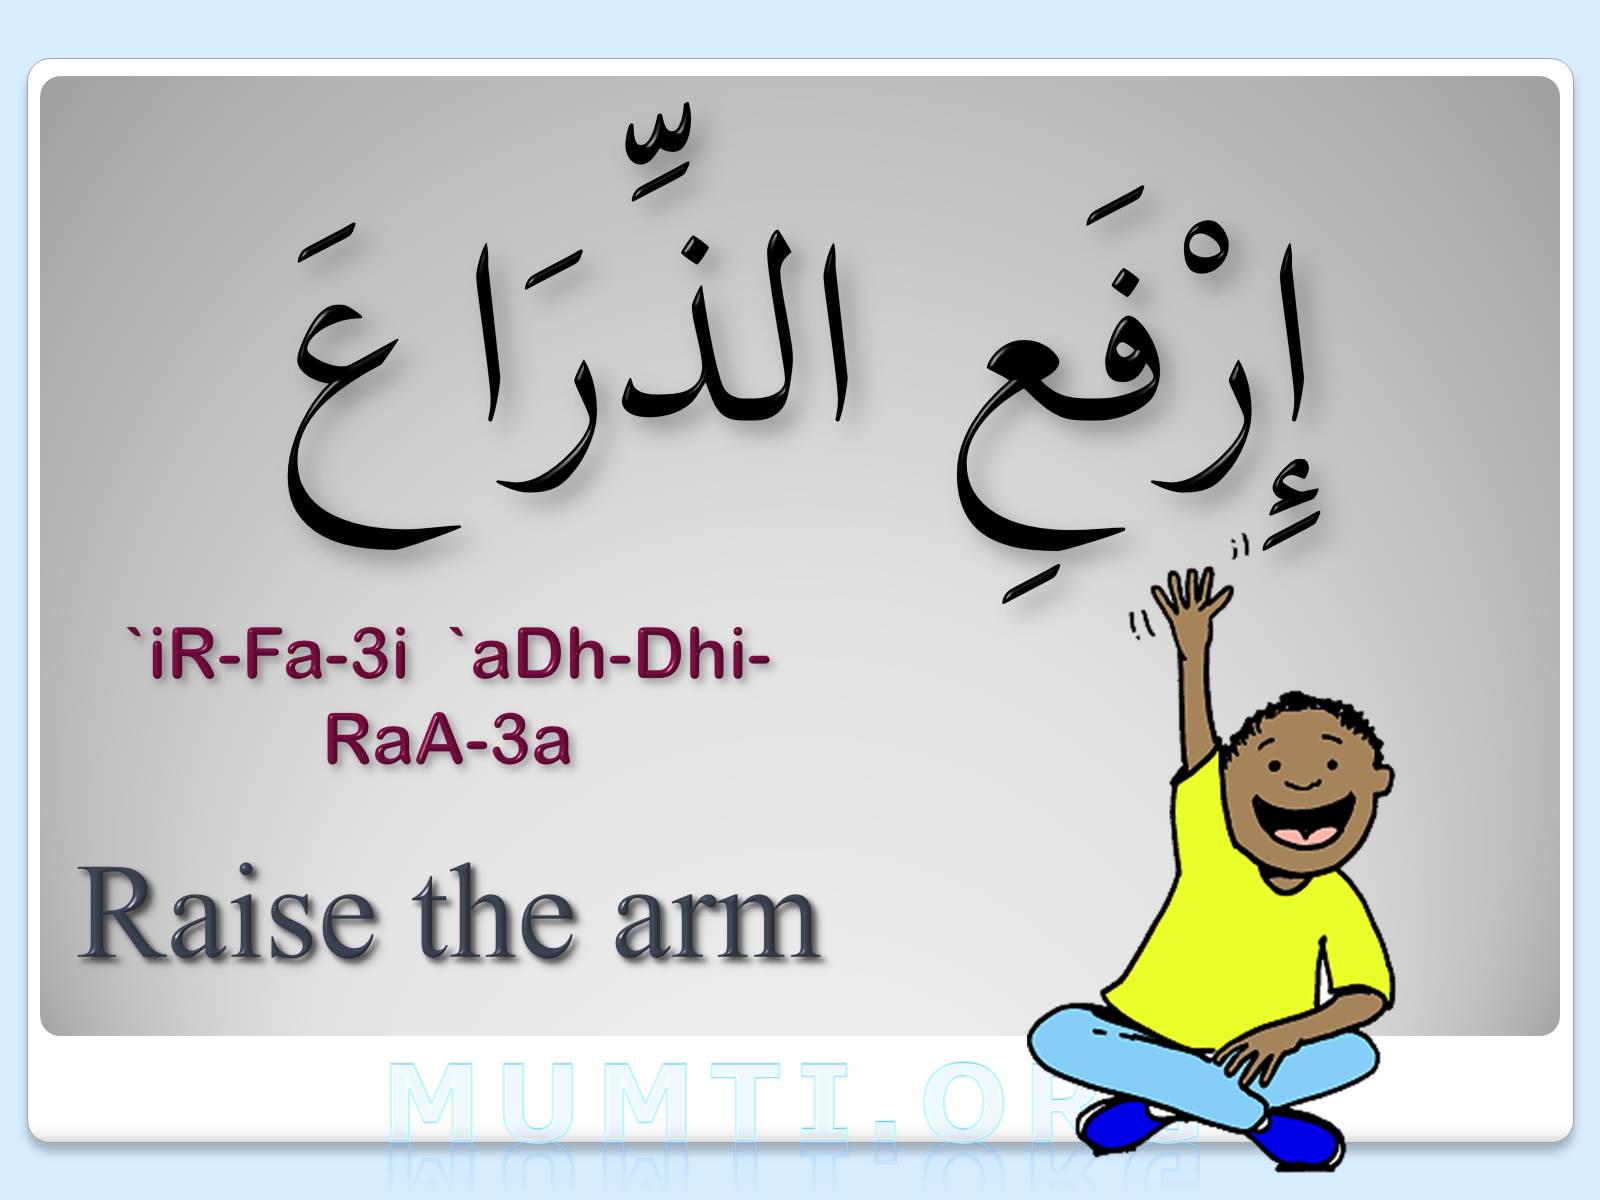 إِرْفَعِ الذِّرَاعَ
`iR-Fa-3i `aDh-Dhi-
RaA-3a
Raise the arm
MUMTI.ORG